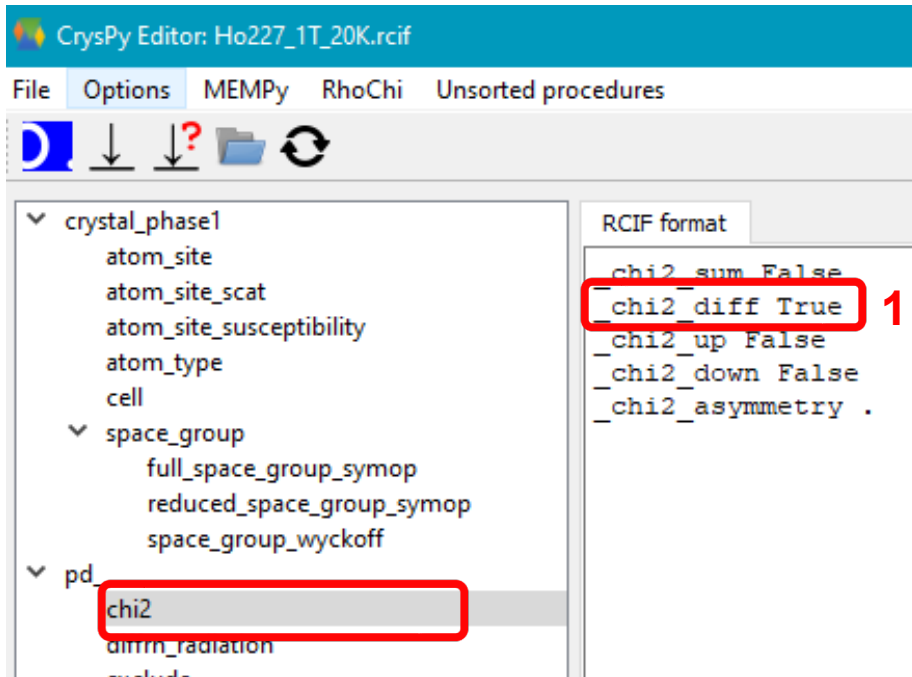 CrysPy Editor: Ho227_1T_20K.rcif
File Options MEMPy RhoChi Unsorted procedures
?
crystal_phase1
atom_site
atom_site_scat
atom_site_susceptibility
atom_type
cell
space_group
full_space_group_symop
reduced_space_group_symop
space_group_wyckoff
pd_
chi2
diffrn_radiation
RCIF format
_chi2_sum False
_chi2_diff True
1
_chi2_up False
_chi2_down False
_chi2_asymmetry .